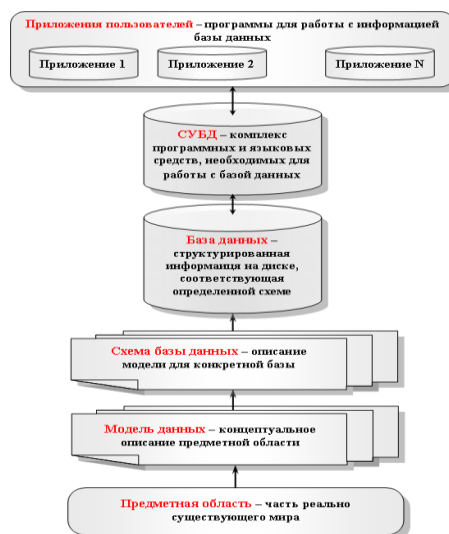 Приложения пользователей – программы для работы с информацией
базы данных
Приложение 1 Приложение 2 Приложение N
СУБД – комплекс
программных и языковых
средств, необходимых для
работы с базой данных
База данных –
структурированная
информаиця на диске,
соответствующая
определенной схеме
Схема базы данных – описание
модели для конкретной базы
Модель данных – концептуальное
описание предметной области
Предметная область – часть реально
существующего мира